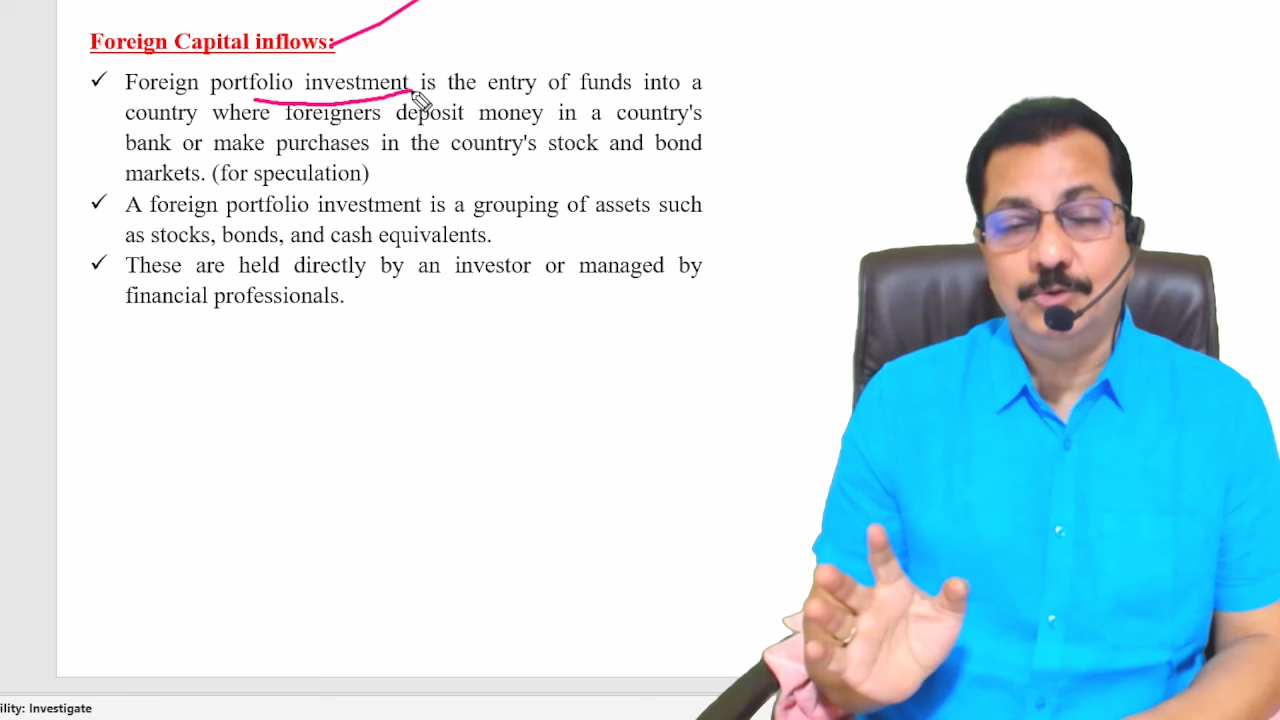 Foreign Capital inflows:
✓ Foreign portfolio investment is the entry of funds into a
country where foreigners deposit money in a country's
bank or make purchases in the country's stock and bond
markets. (for speculation)
✓ A foreign portfolio investment is a grouping of assets such
as stocks, bonds, and cash equivalents.
✓ These are held directly by an investor or managed by
financial professionals.
ility: Investigate